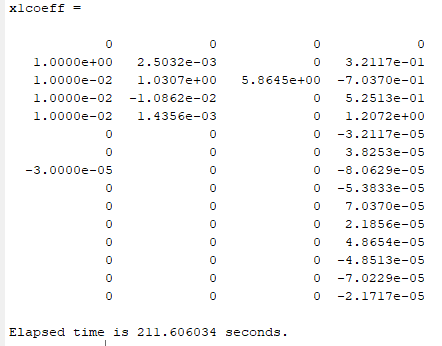 x1coeff =
0 0 0 0
1.0000e+00 2.5032e-03 0 3.2117e-01
1.0000e-02 1.0307e+00 5.8645e+00 -7.0370e-01
1.0000e-02 -1.0862e-02 0 5.2513e-01
1.0000e-02 1.4356e-03 0 1.2072e+00
0 0 0 -3.2117e-05
0 0 0 3.8253e-05
-3.0000e-05 0 0 -8.0629e-05
0 0 0 -5.3833e-05
0 0 0 7.0370e-05
0 0 0 2.1856e-05
0 0 0 4.8654e-05
0 0 0 -4.8513e-05
0 0 0 -7.0229e-05
0 0 0 -2.1717e-05
Elapsed time is 211.606034 seconds.